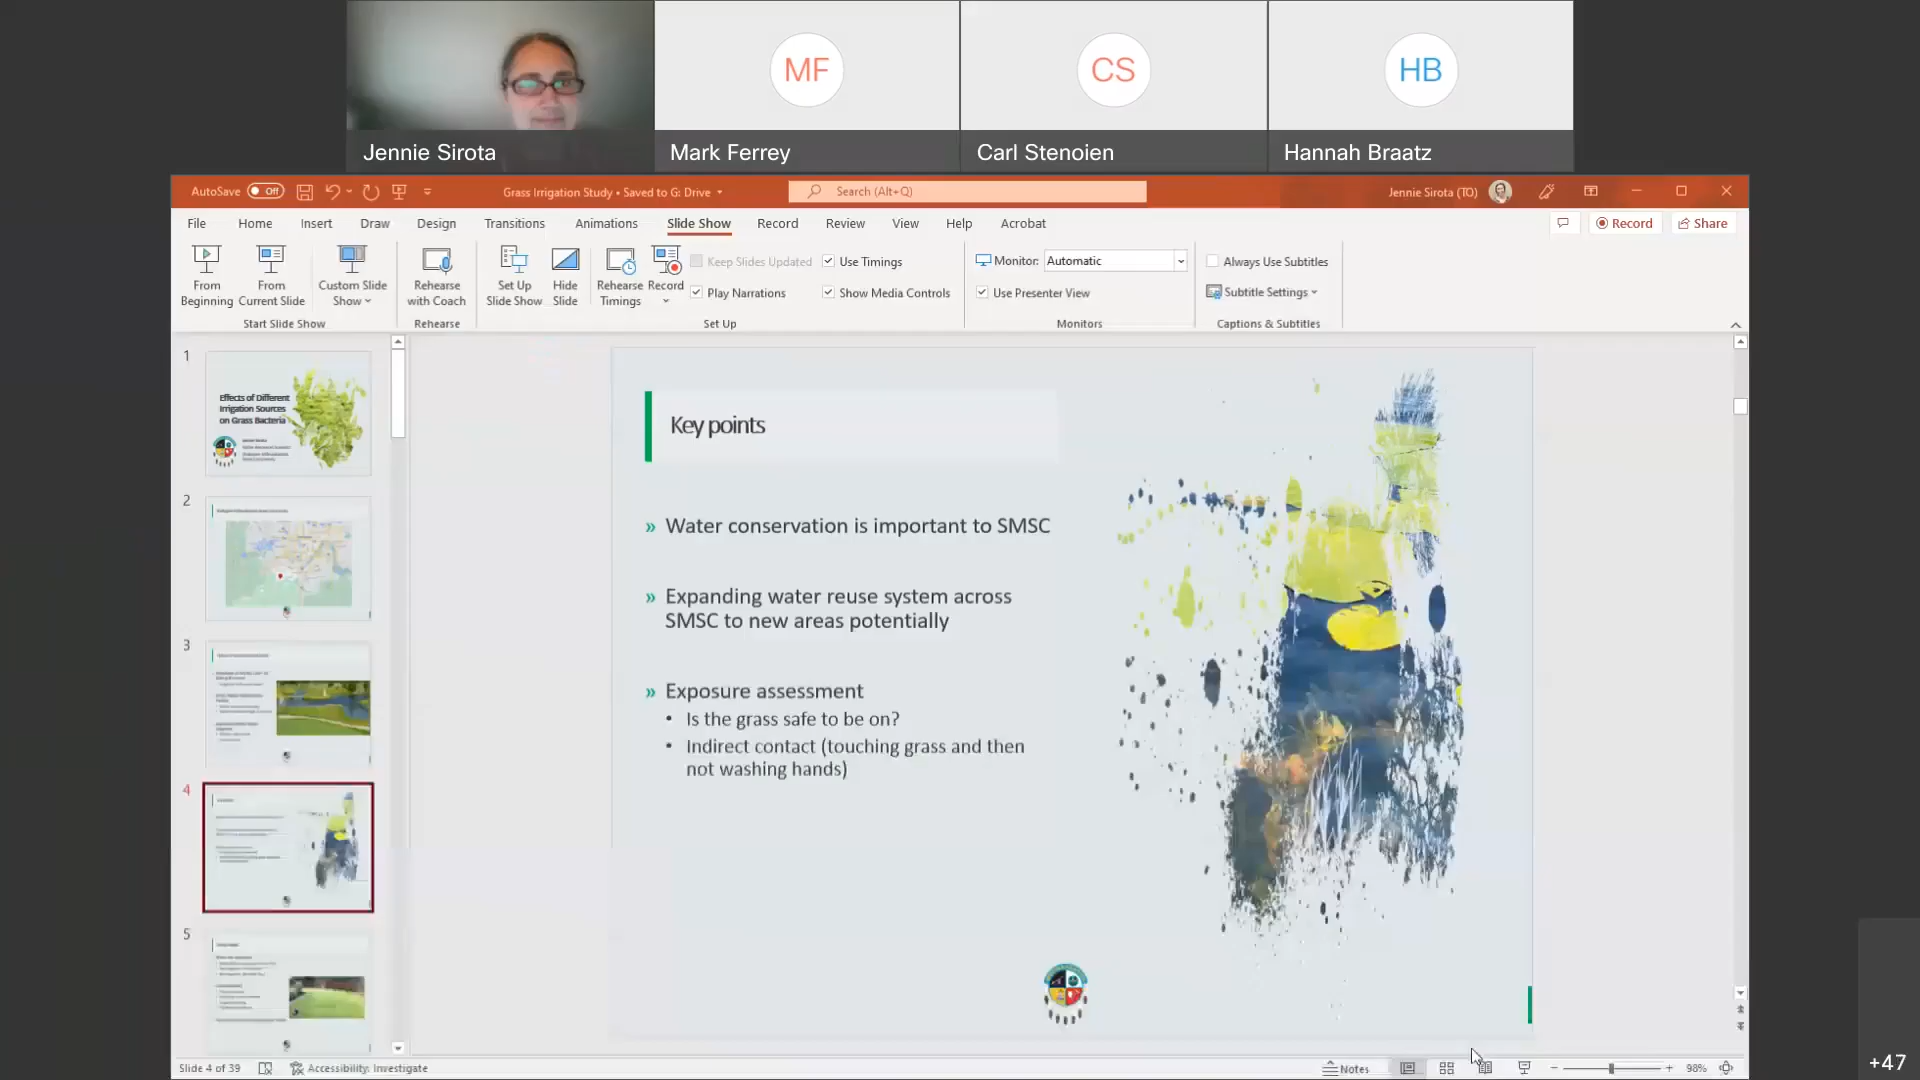 MF
CS
HB
Jennie Sirota
Mark Ferrey
Carl Stenoien
Hannah Braatz
AutoSave Off
Grass Irrigation Study • Saved to G: Drive
Search (Alt+Q)
Jennie Sirota (TO)
File Home Insert Draw Design Transitions Animations Slide Show Record Review View Help Acrobat
Record
Share
From Beginning
From Current Slide
Custom Slide Show
Start Slide Show
Rehearse with Coach
Rehearse
Set Up Slide Show
Hide Slide
Rehearse Timings
Record
Keep Slides Updated
Use Timings
Play Narrations
Show Media Controls
Set Up
Monitor: Automatic
Use Presenter View
Monitors
Always Use Subtitles
Subtitle Settings
Captions & Subtitles
1
Effects of Different
Irrigation Sources
on Grass Bacteria
2
3
4
5
Key points
» Water conservation is important to SMSC
» Expanding water reuse system across
SMSC to new areas potentially
» Exposure assessment
• Is the grass safe to be on?
• Indirect contact (touching grass and then
not washing hands)
Slide 4 of 39
Accessibility: Investigate
Notes
98%
+47